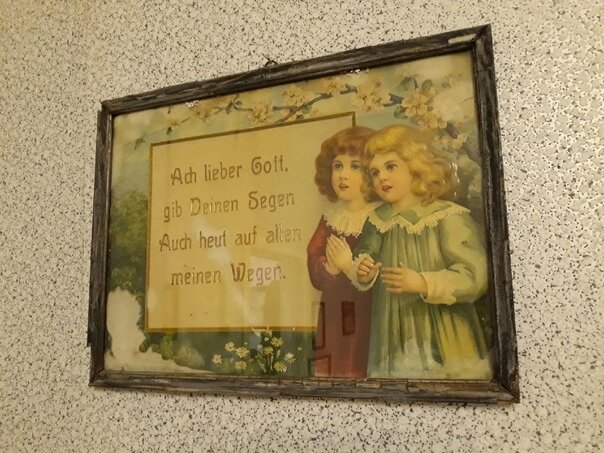 Ach lieber Gott,
gib Deinen Segen
Auch heut auf allen
meinen Wegen.